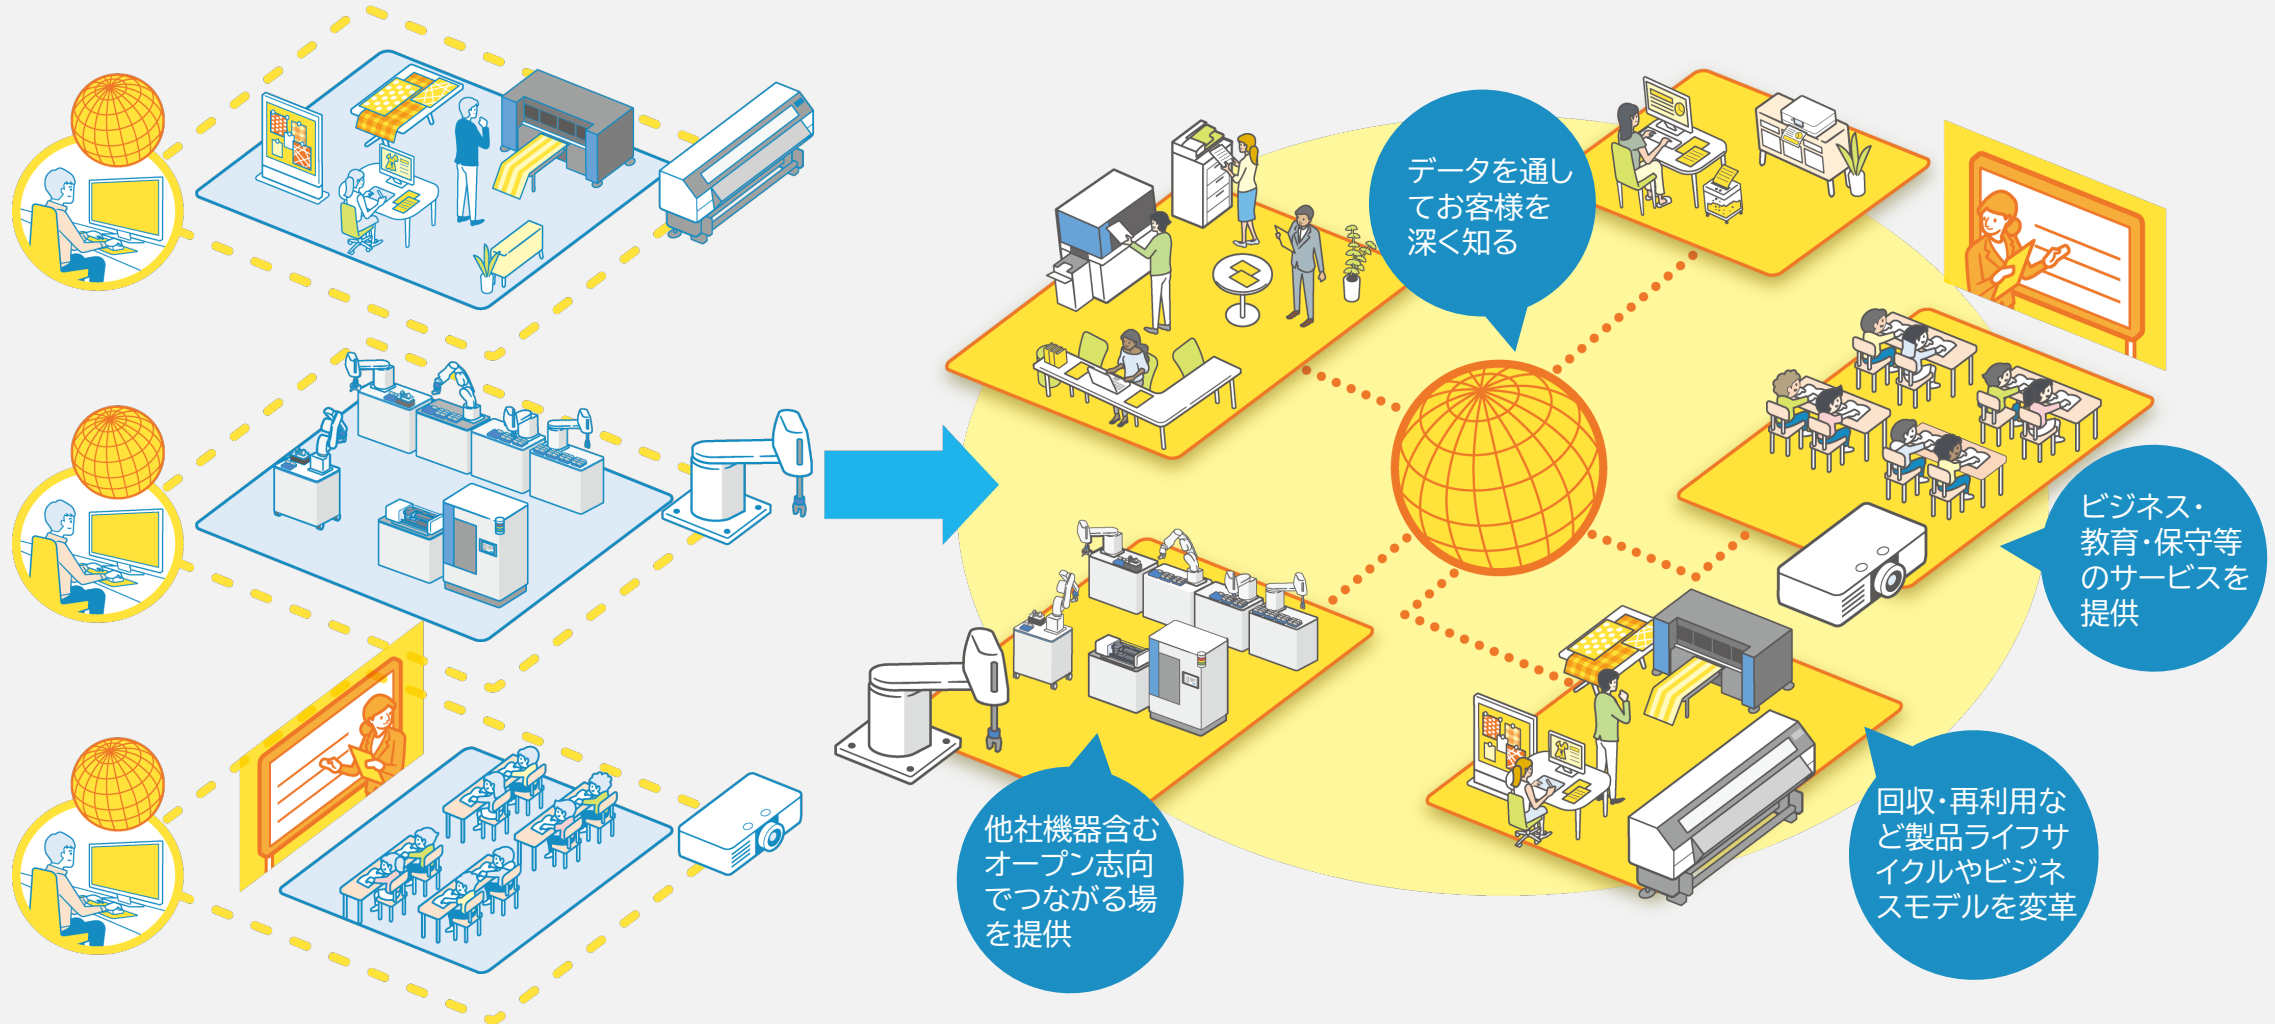 データを通し
てお客様を
深く知る
ビジネス・
教育・保守等
のサービスを
提供
他社機器含む
オープン志向
でつながる場
を提供
回収・再利用な
ど製品ライフサ
イクルやビジネ
スモデルを変革